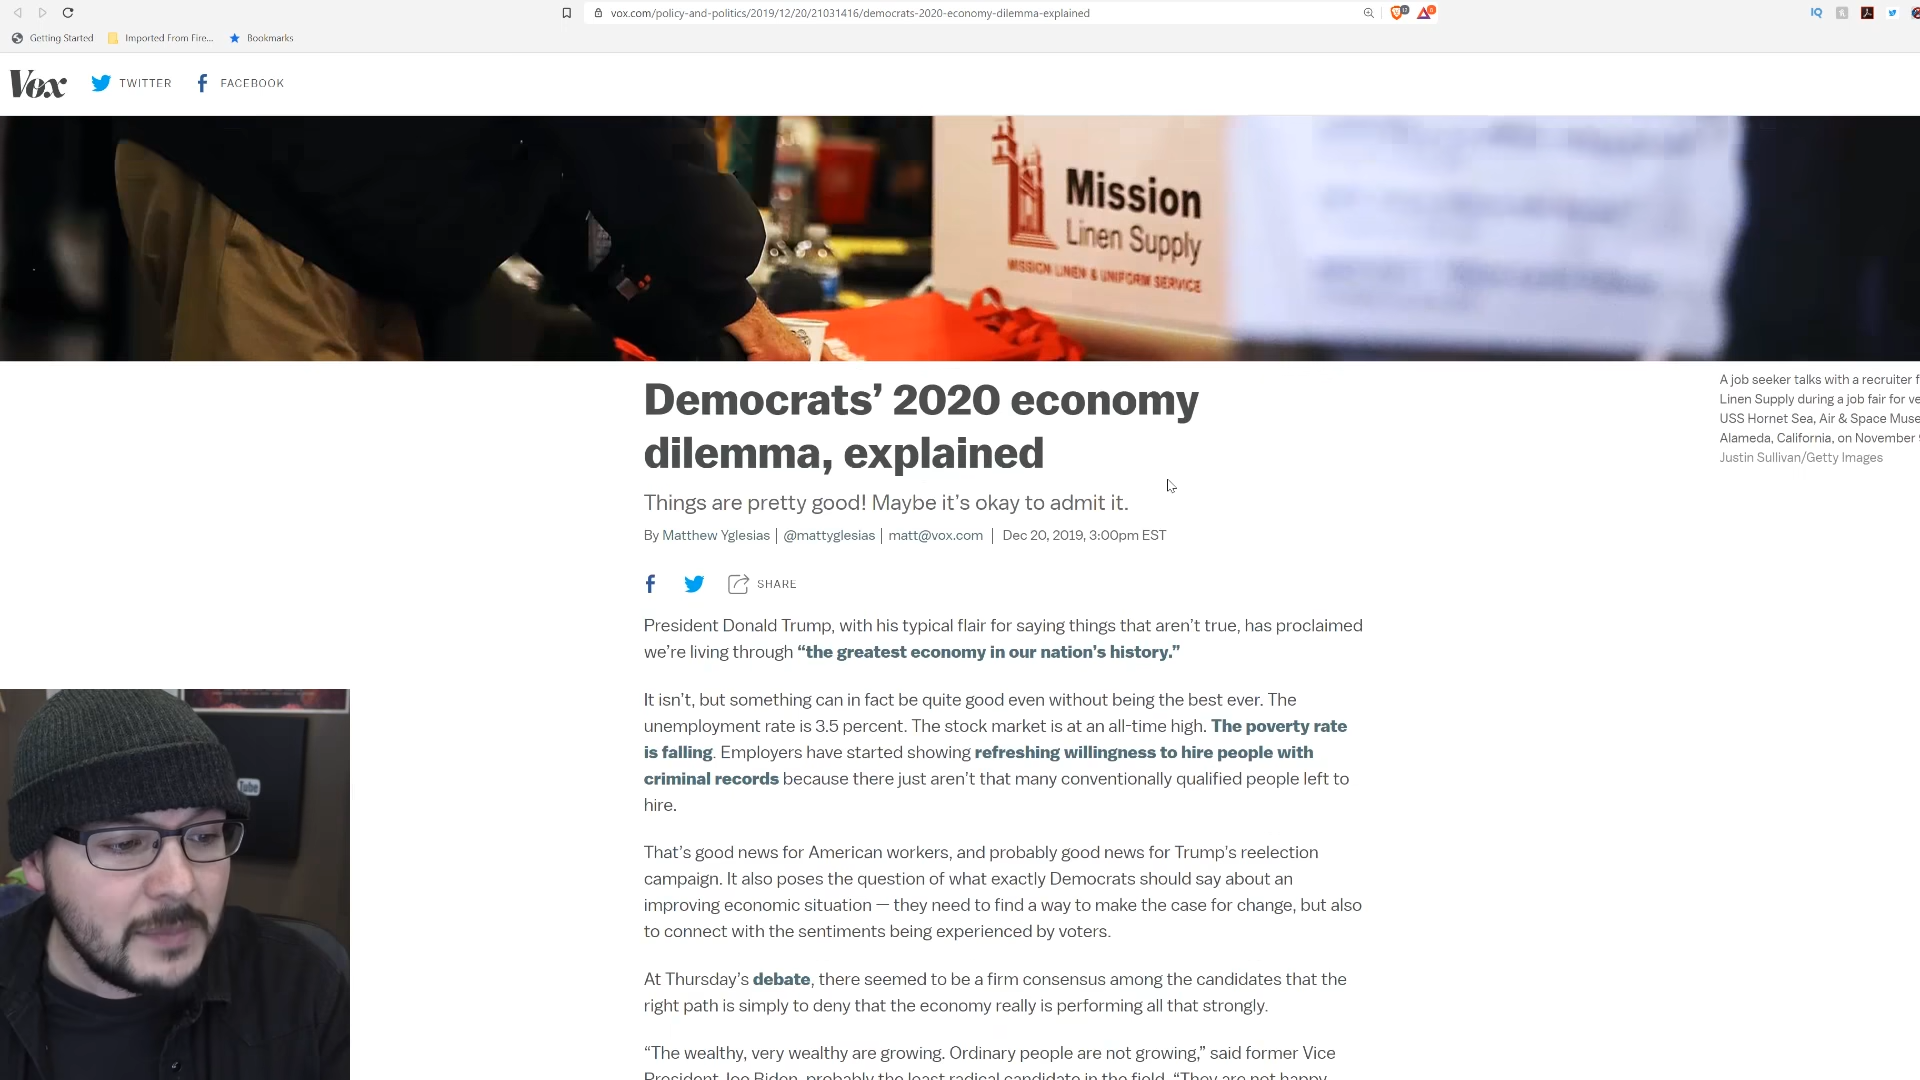 vox.com/policy-and-politics/2019/12/20/21031416/democrats-2020-economy-dilemma-explained
Getting Started
Imported From Fire...
Bookmarks
IQ
Vox
TWITTER
FACEBOOK
Mission
Linen Supply
MISSION LINEN & UNIFORM SERVICE
Democrats’ 2020 economy
dilemma, explained
Things are pretty good! Maybe it’s okay to admit it.
By Matthew Yglesias | @mattyglesias | matt@vox.com | Dec 20, 2019, 3:00pm EST
SHARE
A job seeker talks with a recruiter f
Linen Supply during a job fair for ve
USS Hornet Sea, Air & Space Muse
Alameda, California, on November
Justin Sullivan/Getty Images
President Donald Trump, with his typical flair for saying things that aren’t true, has proclaimed
we’re living through “the greatest economy in our nation’s history.”
It isn’t, but something can in fact be quite good even without being the best ever. The
unemployment rate is 3.5 percent. The stock market is at an all-time high. The poverty rate
is falling. Employers have started showing refreshing willingness to hire people with
criminal records because there just aren’t that many conventionally qualified people left to
hire.
That’s good news for American workers, and probably good news for Trump’s reelection
campaign. It also poses the question of what exactly Democrats should say about an
improving economic situation — they need to find a way to make the case for change, but also
to connect with the sentiments being experienced by voters.
At Thursday’s debate, there seemed to be a firm consensus among the candidates that the
right path is simply to deny that the economy really is performing all that strongly.
“The wealthy, very wealthy are growing. Ordinary people are not growing,” said former Vice
President Joe Biden, probably the least radical candidate in the field. “They are not happy
Tube